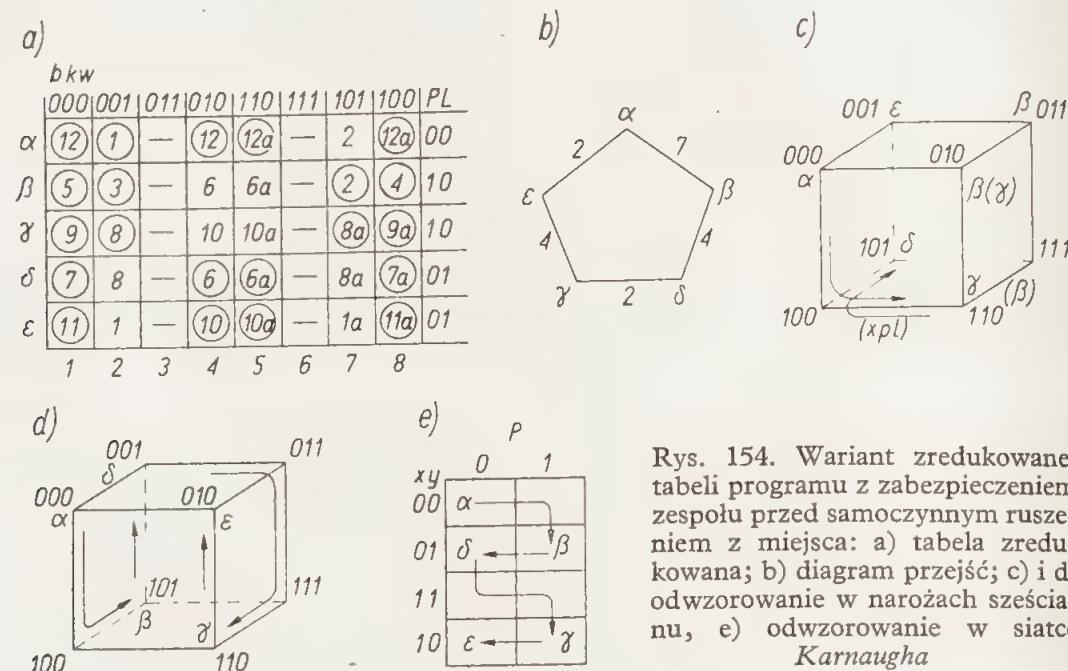 a)
bkw
000 001 011 010 110 111 101 100 PL
α 12 1 — 12 12a — 2 12a 00
β 5 3 — 6 6a — 2 4 10
γ 9 8 — 10 10a — 8a 9a 10
δ 7 8 — 6 6a — 8a 7a 01
ε 11 1 — 10 10a — 1a 11a 01
1 2 3 4 5 6 7 8
b)
α
2 7
ε β
4 4
γ 2 δ
c)
001 ε β 011
000 010
α β(γ)
101 δ 111
γ (β)
100 110
(xpl)
d)
001 011
δ
000 010
α ε
101 111
β γ
100 110
e)
P
xy 0 1
00 α
01 δ β
11
10 ε γ
Rys. 154. Wariant zredukowane
tabeli programu z zabezpieczeniem
zespołu przed samoczynnym rusze
niem z miejsca: a) tabela zredu
kowana; b) diagram przejść; c) i d
odwzorowanie w narożach sześcia
nu, e) odwzorowanie w siatc
Karnaugha